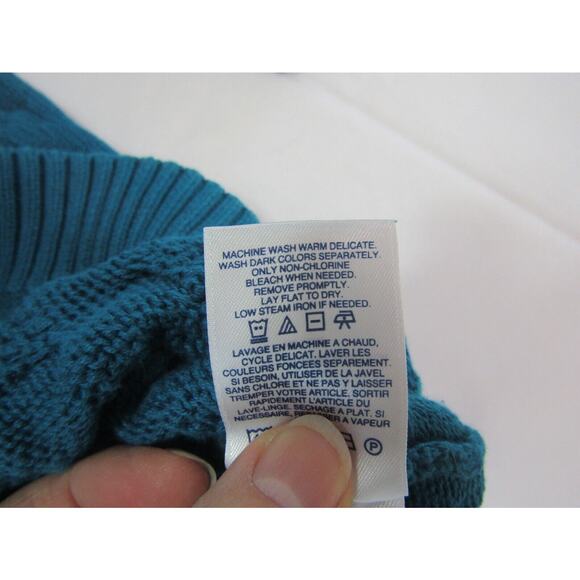 MACHINE WASH WARM DELICATE.
WASH DARK COLORS SEPARATELY.
ONLY NON-CHLORINE
BLEACH WHEN NEEDED.
REMOVE PROMPTLY.
LAY FLAT TO DRY.
LOW STEAM IRON IF NEEDED.
LAVAGE EN MACHINE A CHAUD,
CYCLE DELICAT. LAVER LES
COULEURS FONCEES SEPAREMENT.
SI BESOIN, UTILISER DE LA JAVEL
SANS CHLORE ET NE PAS Y LAISSER
TREMPER VOTRE ARTICLE. SORTIR
RAPIDEMENT L'ARTICLE DU
LAVE-LINGE. SECHAGE A PLAT. SI
NECESSAIRE, REPASSER A VAPEUR
P